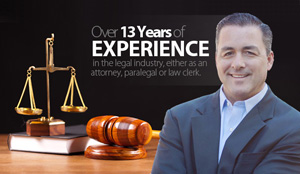 Over 13 Years of
EXPERIENCE
in the legal industry, either as an
attorney, paralegal or law clerk.